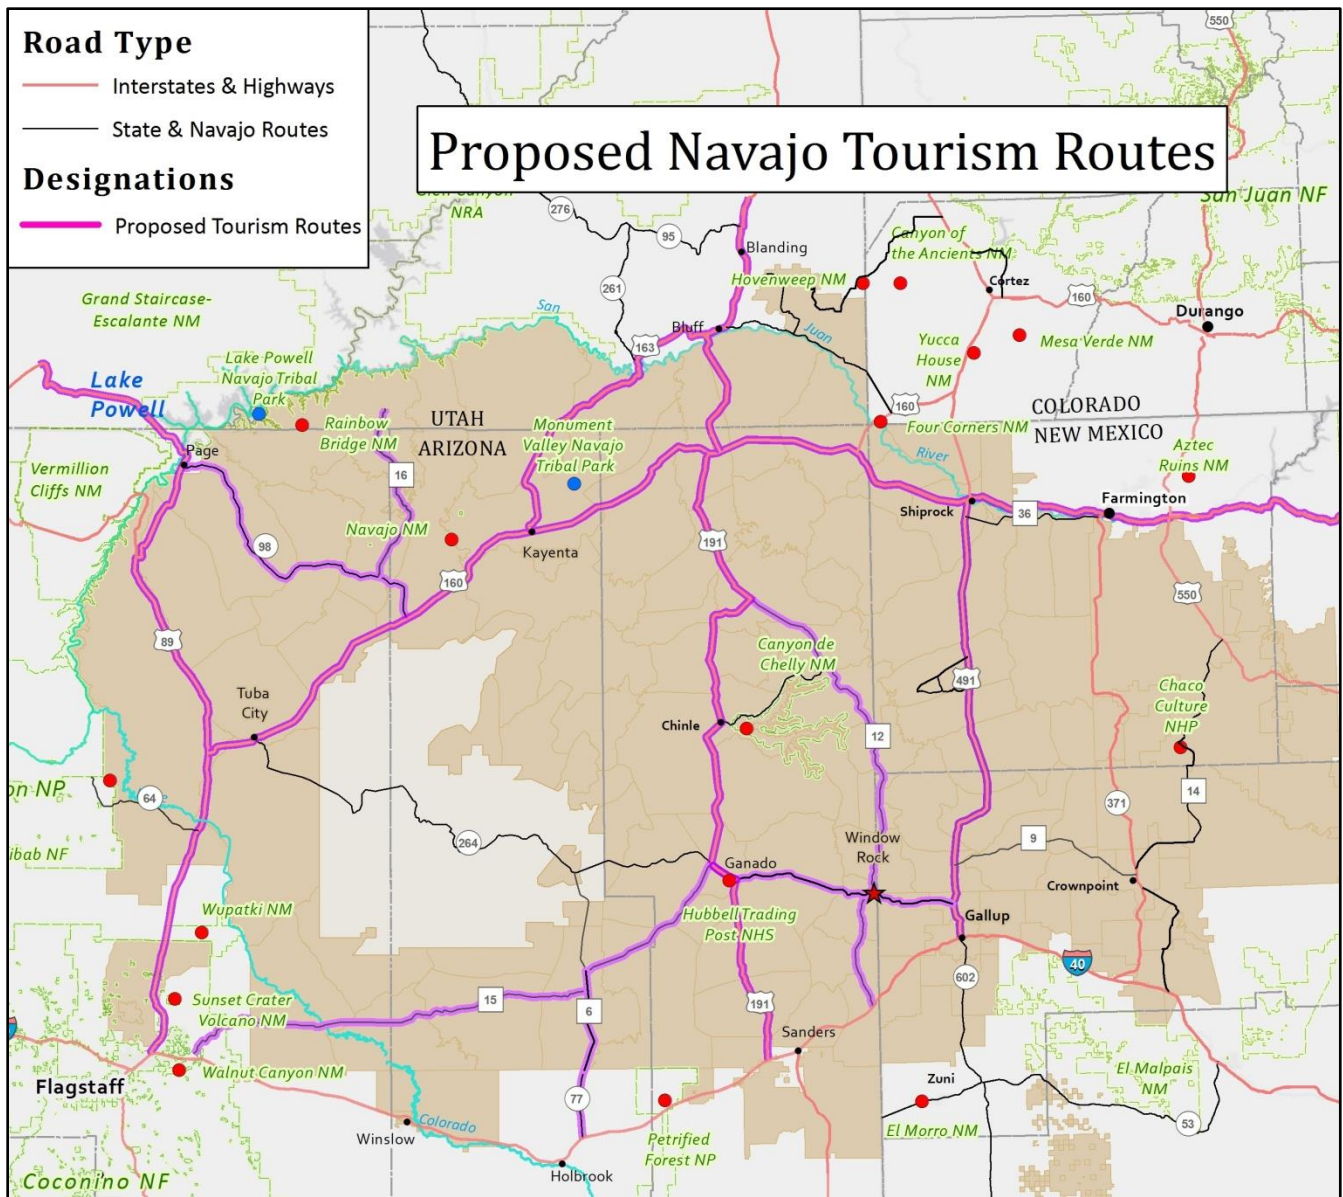 Road Type
Interstates & Highways
State & Navajo Routes
Designations
Proposed Tourism Routes
Proposed Navajo Tourism Routes
550
Glen Canyon
NRA
San Juan NF
276
95
Blanding
Canyon of
the Ancients NM
Hovenweep NM
261
Cortez
160
Grand Staircase-
Escalante NM
San
Juan
River
Bluff
Durango
163
Yucca
House
NM
Mesa Verde NM
Lake Powell
Navajo Tribal
Park
Lake
Powell
160
COLORADO
NEW MEXICO
UTAH
ARIZONA
Rainbow
Bridge NM
Monument
Valley Navajo
Tribal Park
Four Corners NM
Page
Vermillion
Cliffs NM
16
Aztec
Ruins NM
Shiprock
36
Farmington
Navajo NM
98
Kayenta
191
160
550
89
Canyon de
Chelly NM
491
Tuba
City
Chinle
12
Chaco
Culture
NHP
on NP
64
14
371
264
9
ibab NF
Window
Rock
Ganado
Crownpoint
Wupatki NM
Hubbell Trading
Post NHS
Gallup
40
602
Sunset Crater
Volcano NM
15
6
191
Sanders
Flagstaff
Walnut Canyon NM
77
Zuni
El Malpais
NM
Winslow
Colorado
Petrified
Forest NP
El Morro NM
53
Holbrook
Coconino NF